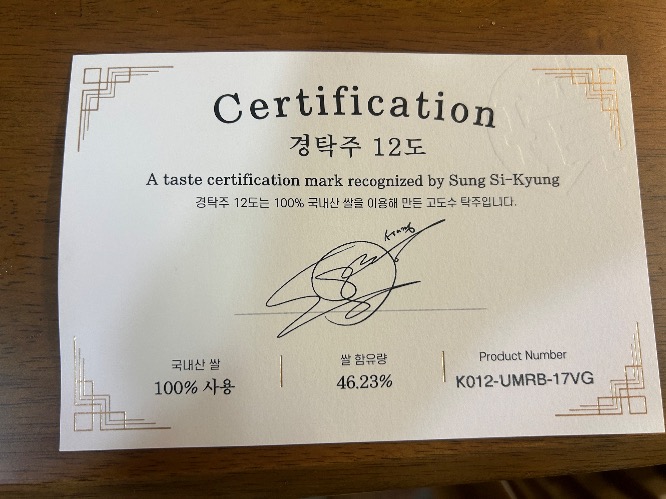 Certification
경탁주 12도
A taste certification mark recognized by Sung Si-Kyung
경탁주 12도는 100% 국내산 쌀을 이용해 만든 고도수 탁주입니다.
국내산 쌀
100% 사용
쌀 함유량
46.23%
Product Number
K012-UMRB-17VG